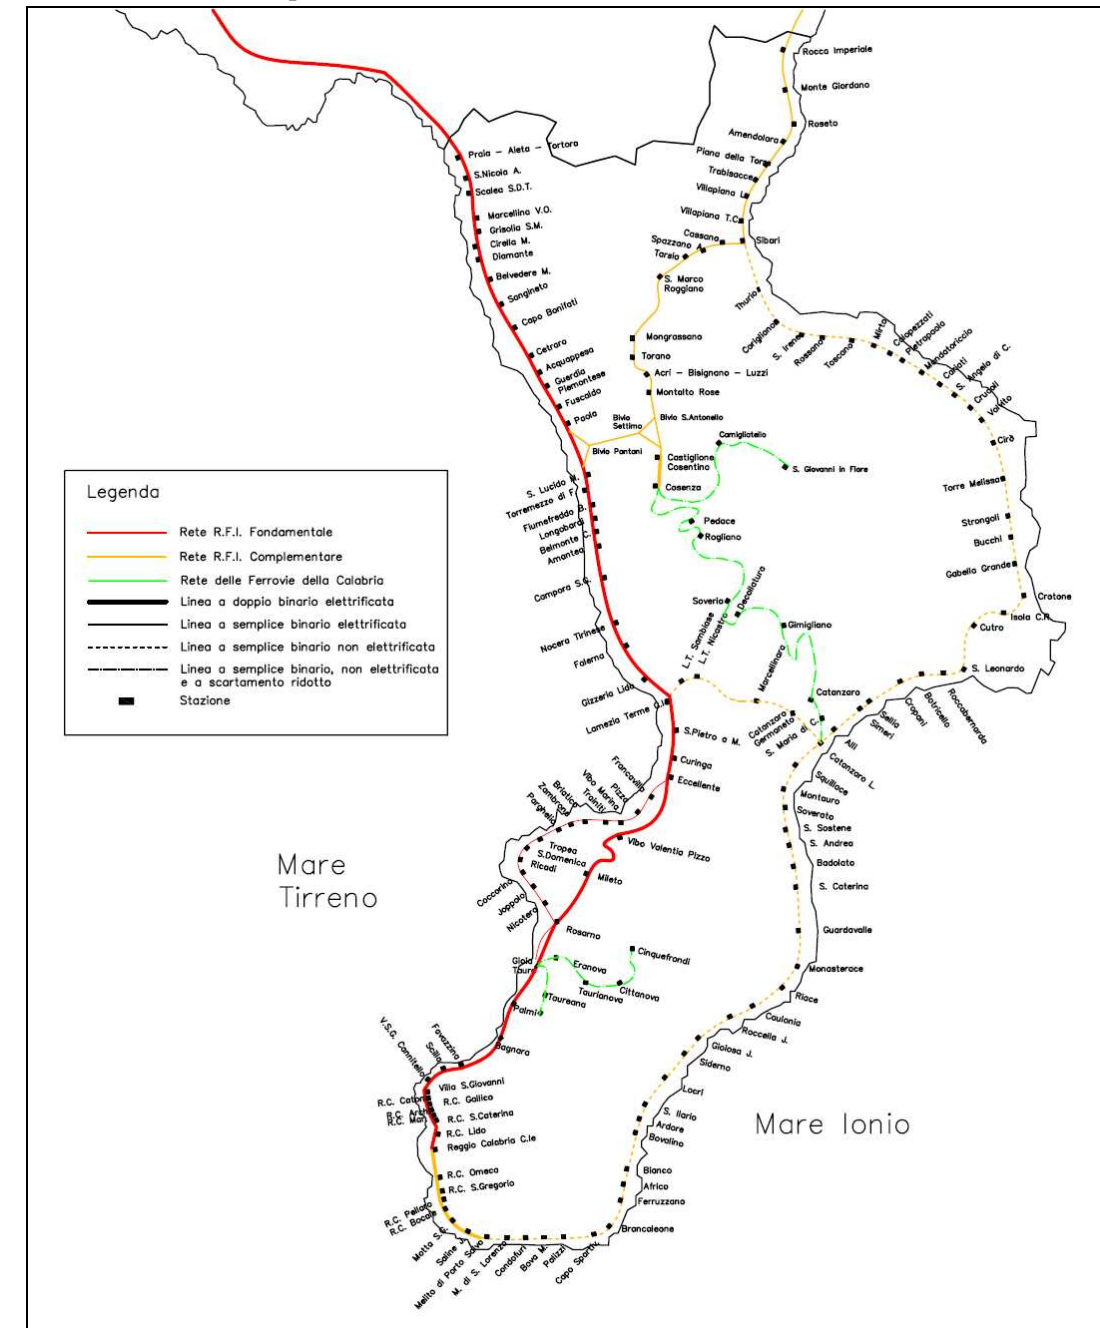 Rocca Imperiale
Monte Giordano
Roseto
Amendolara
Piana della Torre
Trebisacce
Villapiana L.
Villapiana T.C.
Sibari
Cassano
Spazzano A.
Tarsia
S. Marco
Roggiano
Mongrassano
Torano
Acri - Bisignano - Luzzi
Montalto Rose
Bivio S.Antonello
Bivio
Settimo
Bivio Pantani
Castiglione
Cosentino
Cosenza
Praia - Aieta - Tortora
S.Nicola A.
Scalea S.D.T.
Marcellina V.O.
Grisolia S.M.
Cirella M.
Diamante
Belvedere M.
Sangineto
Capo Bonifati
Cetraro
Acquappesa
Guardia
Piemontese
Fuscaldo
Paola
Thurio
Corigliano
S. Irene
Rossano
Toscano
Mirto
Calopezzati
Pietrapaola
Mandatoriccio
Cariati
S. Angelo di C.
Crucoli
Torre Melissa
Strongoli
Bucchi
Gabella Grande
Crotone
Isola C.R.
Cutro
S. Leonardo
Roccabernarda
Botricello
Cropani
Sellia
Simeri
Alli
Catanzaro L.
Camigliatello
S. Giovanni in Fiore
Pedace
Rogliano
Soveria
Decollatura
Gimigliano
Catanzaro
Legenda
Rete R.F.I. Fondamentale
Rete R.F.I. Complementare
Rete delle Ferrovie della Calabria
Linea a doppio binario elettrificata
Linea a semplice binario elettrificata
Linea a semplice binario non elettrificata
Linea a semplice binario, non elettrificata
e a scartamento ridotto
Stazione
S. Lucido M.
Torremezzo di F.
Fiumefreddo B.
Longobardi
Belmonte C.
Amantea
Campora S.G.
Nocera Tirinese
Falerna
Gizzeria Lido
Lamezia Terme C.le
L.T. Sambiase
L.T. Nicastro
Marcellinara
Catanzaro
Germaneto
S. Maria di C.
S.Pietro a M.
Curinga
Eccellente
Francavilla
Pizzo
Vibo Marina
Trainiti
Briatico
Zambrone
Parghelia
Tropea
S.Domenica
Ricadi
Coccorino
Joppolo
Nicotera
Vibo Valentia Pizzo
Mileto
Rosarno
Mare
Tirreno
Squillace
Montauro
Soverato
S. Sostene
S. Andrea
Badolato
S. Caterina
Guardavalle
Monasterace
Riace
Caulonia
Roccella J.
Gioiosa J.
Siderno
Locri
S. Ilario
Ardore
Bovalino
Bianco
Africo
Ferruzzano
Brancaleone
Mare Ionio
Gioia
Tauro
Eranova
Cinquefrondi
Taurianova
Cittanova
Taureana
Palmi
Bagnara
Favazzina
Scilla
V.S.G. Cannitello
Villa S.Giovanni
R.C. Gallico
R.C. S.Caterina
R.C. Lido
Reggio Calabria C.le
R.C. Omeca
R.C. S.Gregorio
R.C. Pellaro
R.C. Bocale
Motta S.G.
Saline J.
Melito di Porto Salvo
M. di S. Lorenzo
Condofuri
Bova M.
Palizzi
Capo Spartiv.